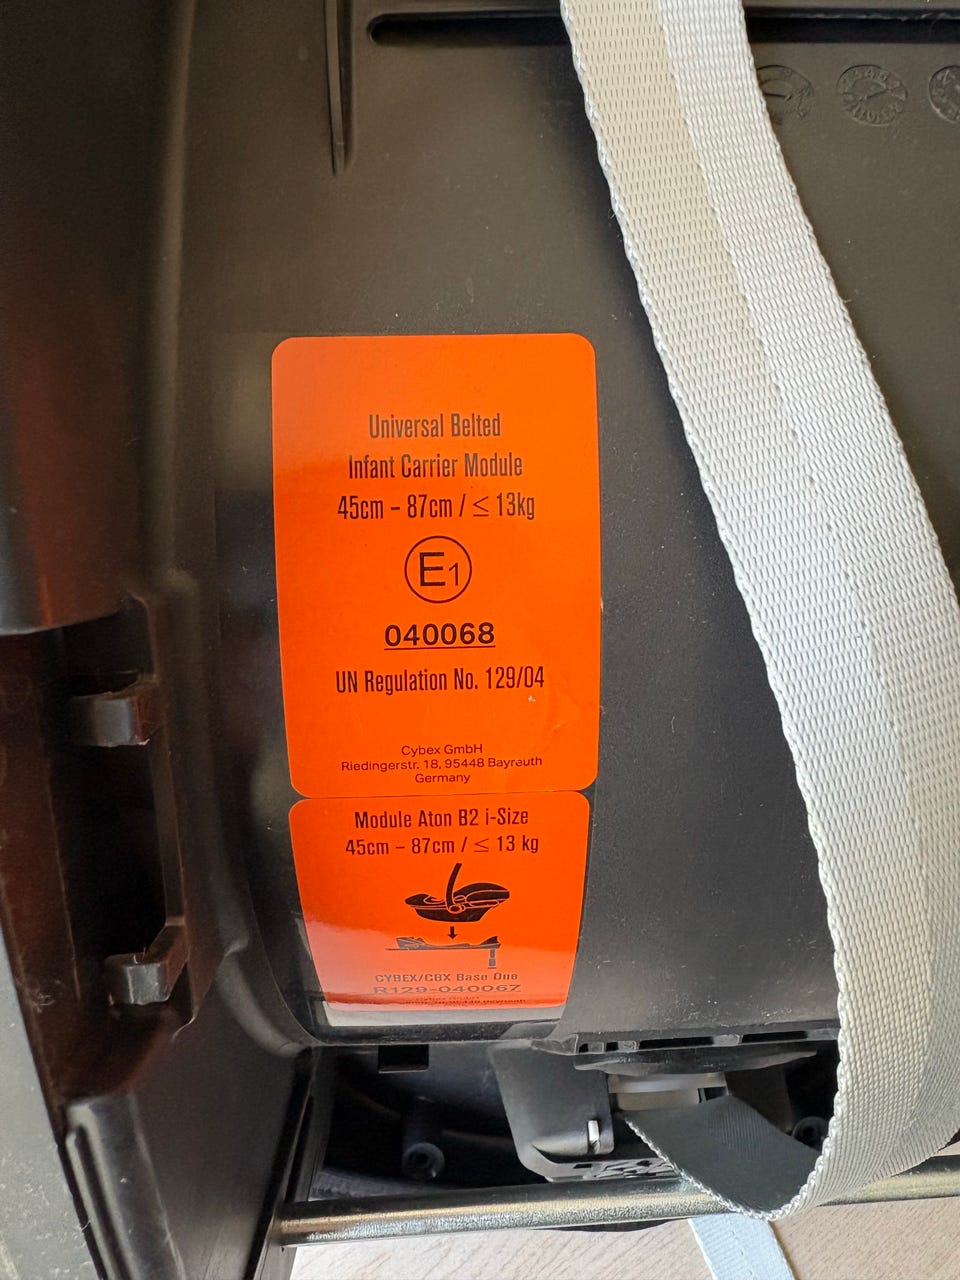 Universal Belted
Infant Carrier Module
45cm – 87cm / ≤ 13kg
E1
040068
UN Regulation No. 129/04
Cybex GmbH
Riedingerstr. 18, 95448 Bayreuth
Germany
Module Aton B2 i-Size
45cm – 87cm / ≤ 13 kg
CYBEX/CBX Base One
R129-040067